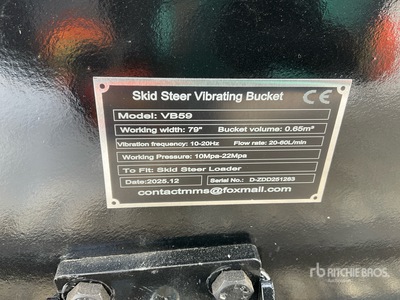 Skid Steer Vibrating Bucket CE
Model: VB59
Working width: 79" Bucket volume: 0.65m³
Vibration frequency: 10-20Hz Flow rate: 20-60L/min
Working Pressure: 10Mpa-22Mpa
To Fit: Skid Steer Loader
Date:2025.12 Serial No.: D-ZDD251263
contactmms@foxmail.com
rb RITCHIE BROS.